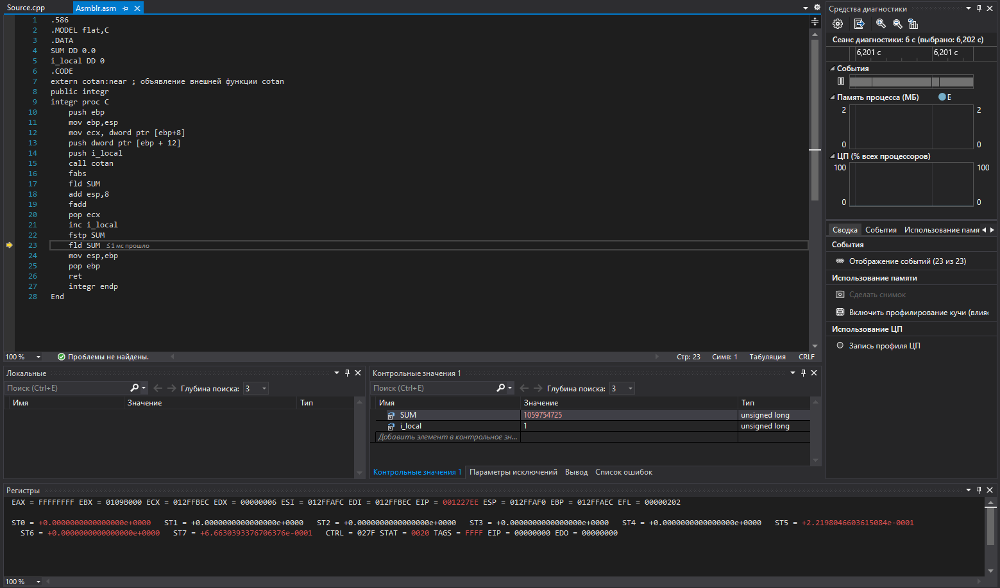 Source.cpp
Asmblr.asm
1 .586
2 .MODEL flat,C
3 .DATA
4 SUM DD 0.0
5 i_local DD 0
6 .CODE
7 extern cotan:near ; объявление внешней функции cotan
8 public integr
9 integr proc C
10 push ebp
11 mov ebp,esp
12 mov ecx, dword ptr [ebp+8]
13 push dword ptr [ebp + 12]
14 push i_local
15 call cotan
16 fabs
17 fld SUM
18 add esp,8
19 fadd
20 pop ecx
21 inc i_local
22 fstp SUM
23 fld SUM ≤ 1 мс прошло
24 mov esp,ebp
25 pop ebp
26 ret
27 integr endp
28 End
100 %
Проблемы не найдены.
Стр: 23 Симв: 1 Табуляция CRLF
Средства диагностики
Сеанс диагностики: 6 с (выбрано: 6,202 с)
6,201 с 6,201 с
События
Память процесса (МБ) Е
2 2
0 0
ЦП (% всех процессоров)
100 100
0 0
Сводка События Использование памя
События
Отображение событий (23 из 23)
Использование памяти
Сделать снимок
Включить профилирование кучи (влия
Использование ЦП
Запись профиля ЦП
Локальные
Поиск (Ctrl+E) Глубина поиска: 3
Имя Значение Тип
Контрольные значения 1
Поиск (Ctrl+E) Глубина поиска: 3
Имя Значение Тип
SUM 1059754725 unsigned long
i_local 1 unsigned long
Добавить элемент в контрольное зн...
Контрольные значения 1 Параметры исключений Вывод Список ошибок
Регистры
EAX = FFFFFFFF EBX = 0109B000 ECX = 012FFBEC EDX = 00000006 ESI = 012FFAFC EDI = 012FFBEC EIP = 001227EE ESP = 012FFAF0 EBP = 012FFAEC EFL = 00000202
ST0 = +0.0000000000000000e+0000 ST1 = +0.0000000000000000e+0000 ST2 = +0.0000000000000000e+0000 ST3 = +0.0000000000000000e+0000 ST4 = +0.0000000000000000e+0000 ST5 = +2.2198046603615084e-0001
ST6 = +0.0000000000000000e+0000 ST7 = +6.6630393376706376e-0001 CTRL = 027F STAT = 0020 TAGS = FFFF EIP = 00000000 EDO = 00000000
100 %